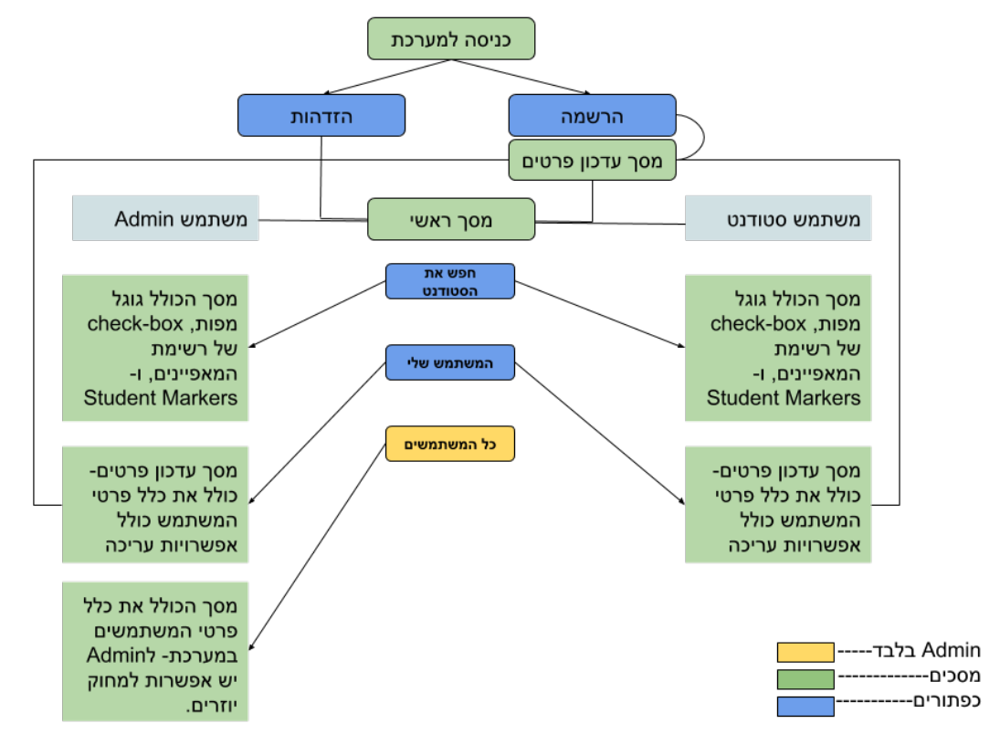 כניסה למערכת
הרשמה
הזדהות
מסך עדכון פרטים
משתמש סטודנט
מסך ראשי
משתמש Admin
חפש את
הסטודנט
מסך הכולל גוגל
מפות, check-box
של רשימת
המאפיינים, ו-
Student Markers
מסך הכולל גוגל
מפות, check-box
של רשימת
המאפיינים, ו-
Student Markers
המשתמש שלי
כל המשתמשים
מסך עדכון פרטים-
כולל את כלל פרטי
המשתמש כולל
אפשרויות עריכה
מסך עדכון פרטים-
כולל את כלל פרטי
המשתמש כולל
אפשרויות עריכה
מסך הכולל את כלל
פרטי המשתמשים
במערכת- לAdmin
יש אפשרות למחוק
יוזרים.
Admin בלבד-----
מסכים-------------
כפתורים-----------